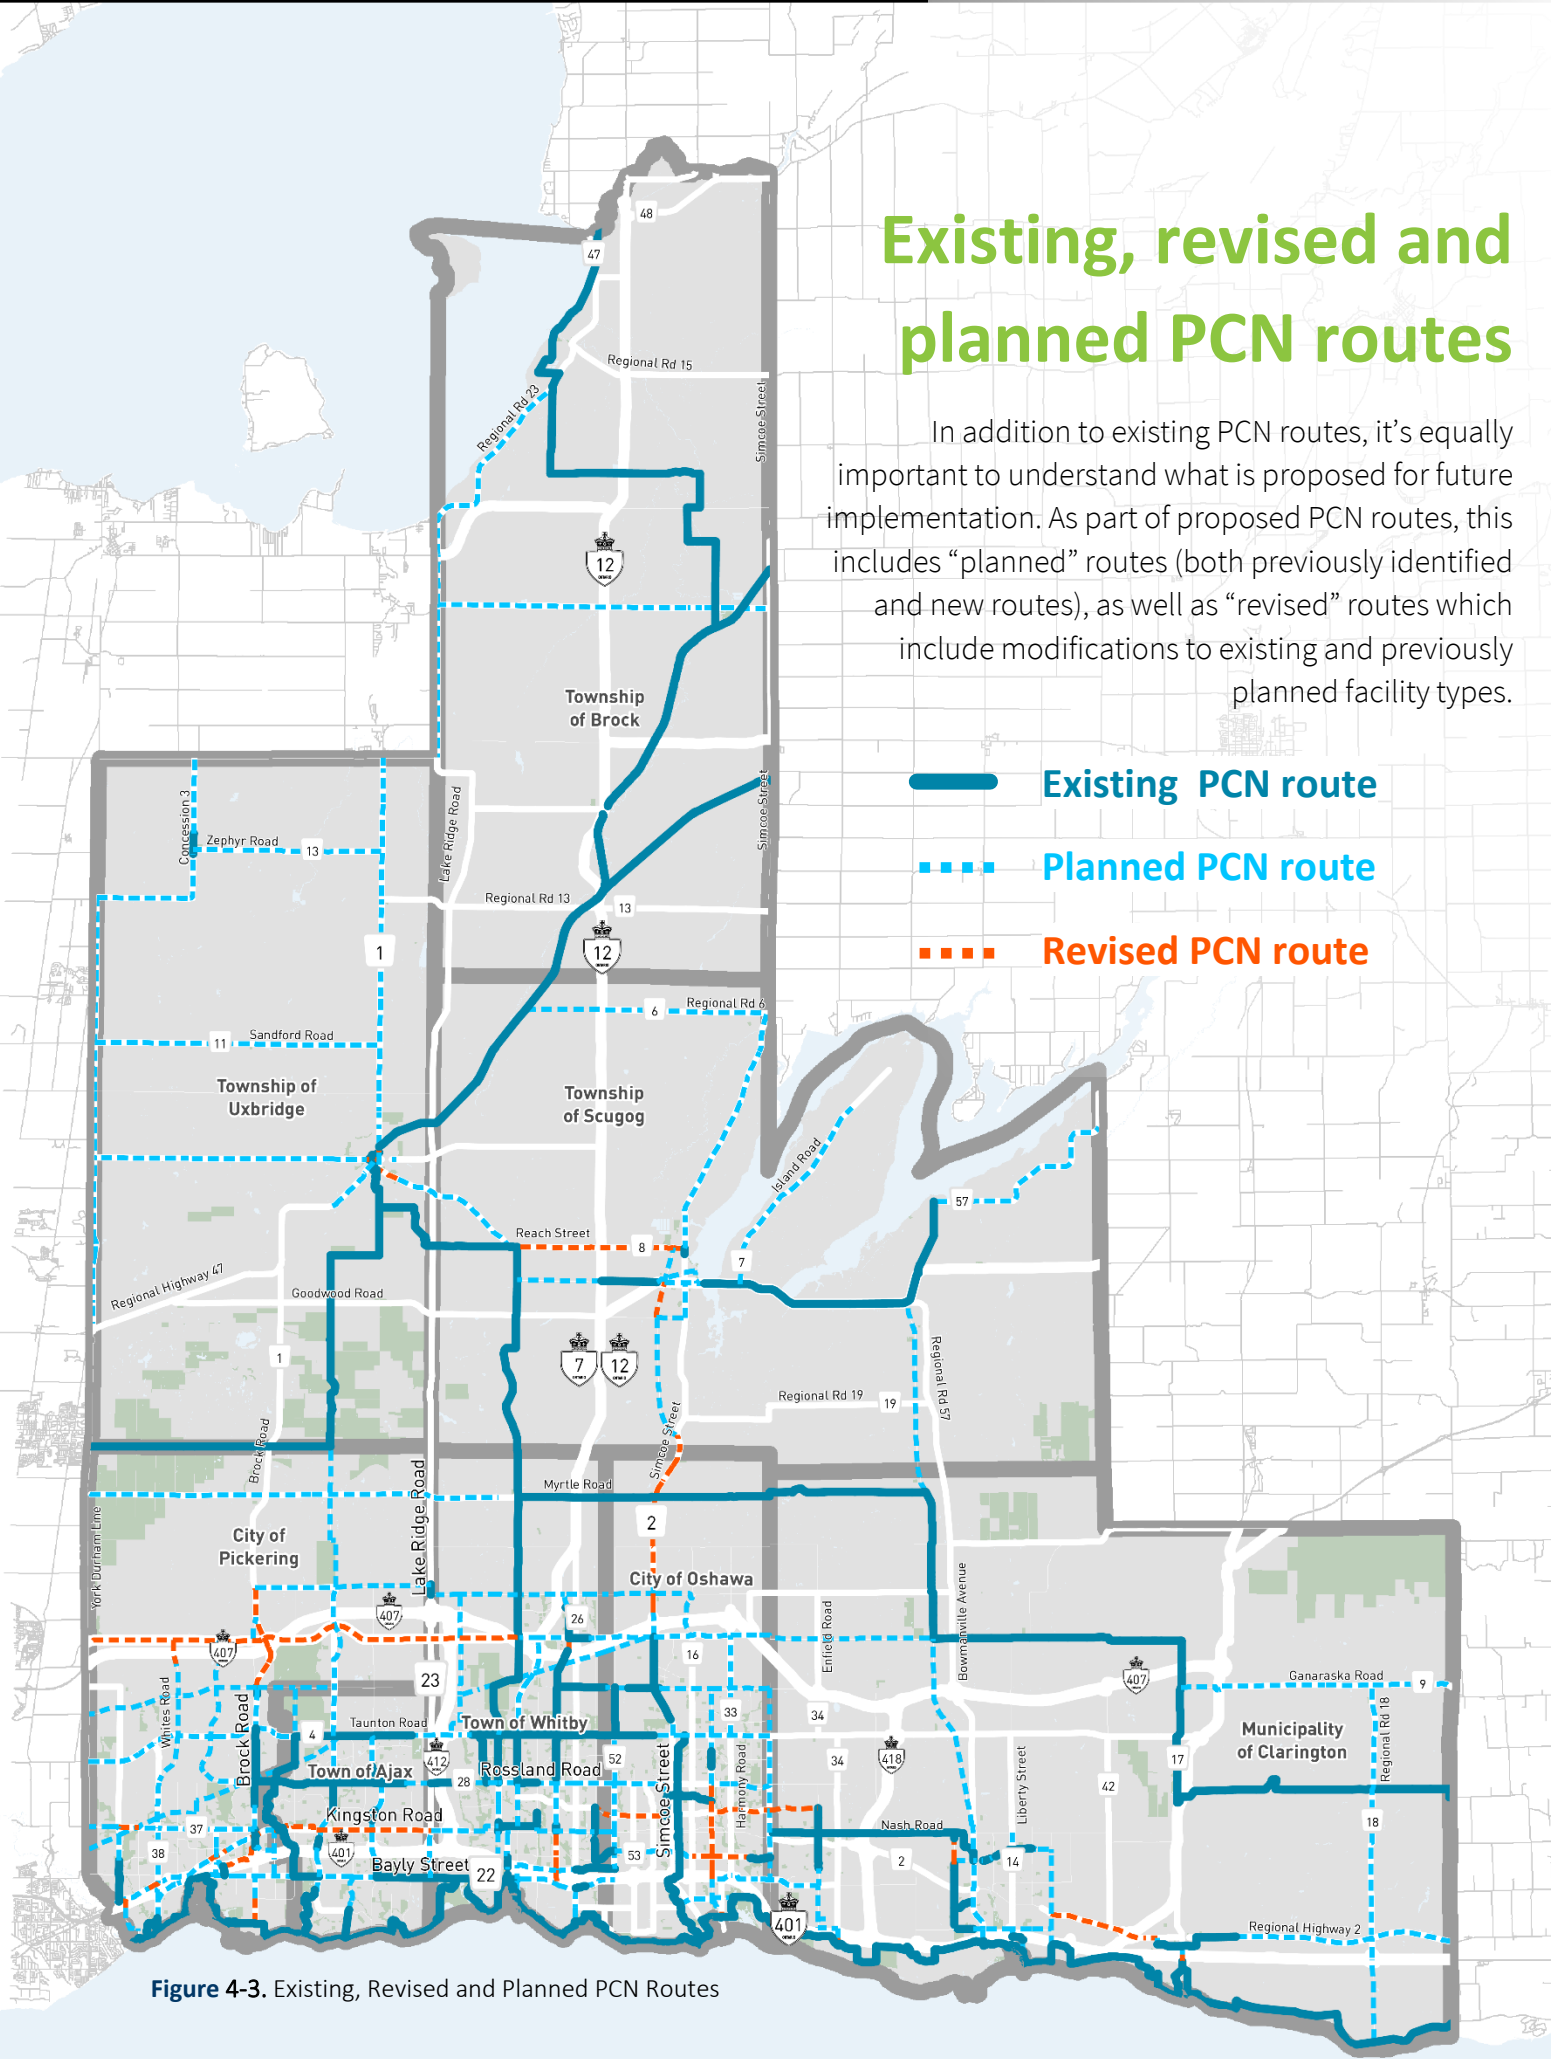 Existing, revised and
planned PCN routes
In addition to existing PCN routes, it’s equally
important to understand what is proposed for future
implementation. As part of proposed PCN routes, this
includes “planned” routes (both previously identified
and new routes), as well as “revised” routes which
include modifications to existing and previously
planned facility types.
Existing PCN route
Planned PCN route
Revised PCN route
48
47
Regional Rd 15
Regional Rd 23
Simcoe Street
12
ONTARIO
Township
of Brock
Concession 3
Zephyr Road
13
Lake Ridge Road
Simcoe Street
Regional Rd 13
13
1
12
ONTARIO
6
Regional Rd 6
11
Sandford Road
Township of
Uxbridge
Township
of Scugog
Island Road
57
Reach Street
8
7
Regional Highway 47
Goodwood Road
1
7
ONTARIO
12
ONTARIO
Regional Rd 57
Regional Rd 19
19
Brock Road
Simcoe Street
Lake Ridge Road
Myrtle Road
York Durham Line
City of
Pickering
2
City of Oshawa
407
26
Enfield Road
Bowmanville Avenue
407
16
23
407
Ganaraska Road
9
Whites Road
Brock Road
33
34
Regional Rd 18
4
Taunton Road
Town of Whitby
Municipality
of Clarington
412
52
34
418
17
Town of Ajax
28
Rossland Road
Simcoe Street
Harmony Road
Liberty Street
42
Kingston Road
37
18
Nash Road
38
401
53
2
14
Bayly Street
22
401
ONTARIO
Regional Highway 2
Figure 4-3. Existing, Revised and Planned PCN Routes